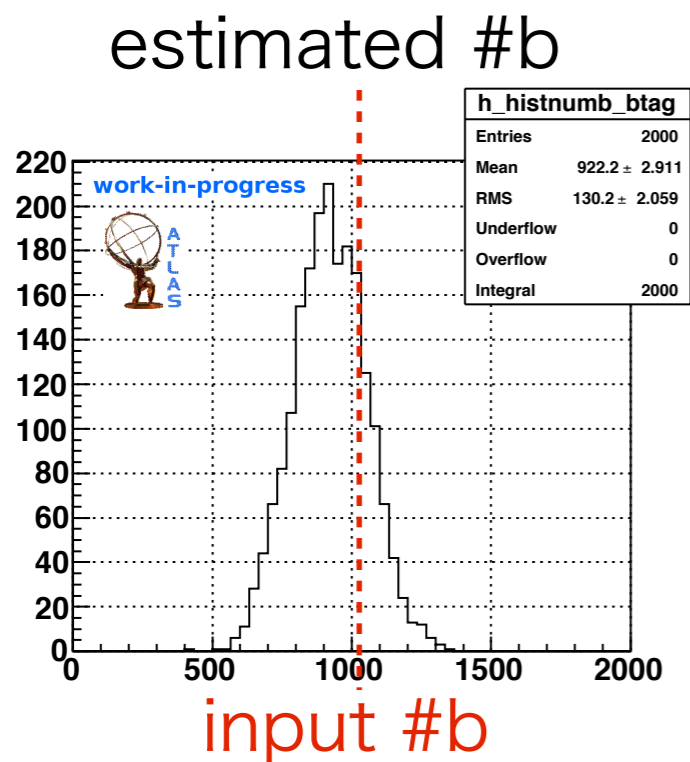 estimated #b
h_histnumb_btag
Entries 2000
Mean 922.2 ± 2.911
RMS 130.2 ± 2.059
Underflow 0
Overflow 0
Integral 2000
work-in-progress
ATLAS
220
200
180
160
140
120
100
80
60
40
20
0
0 500 1000 1500 2000
input #b